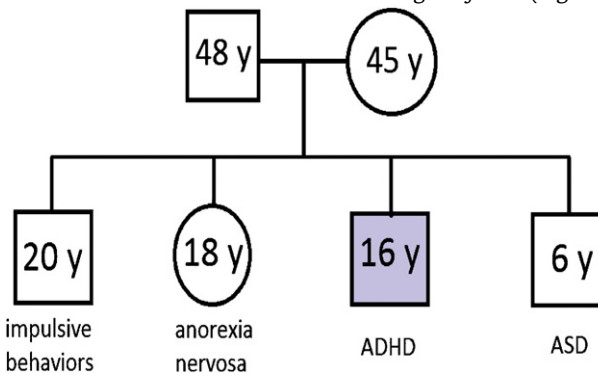 48 y 45 y
20 y 18 y 16 y 6 y
impulsive behaviors
anorexia nervosa
ADHD
ASD